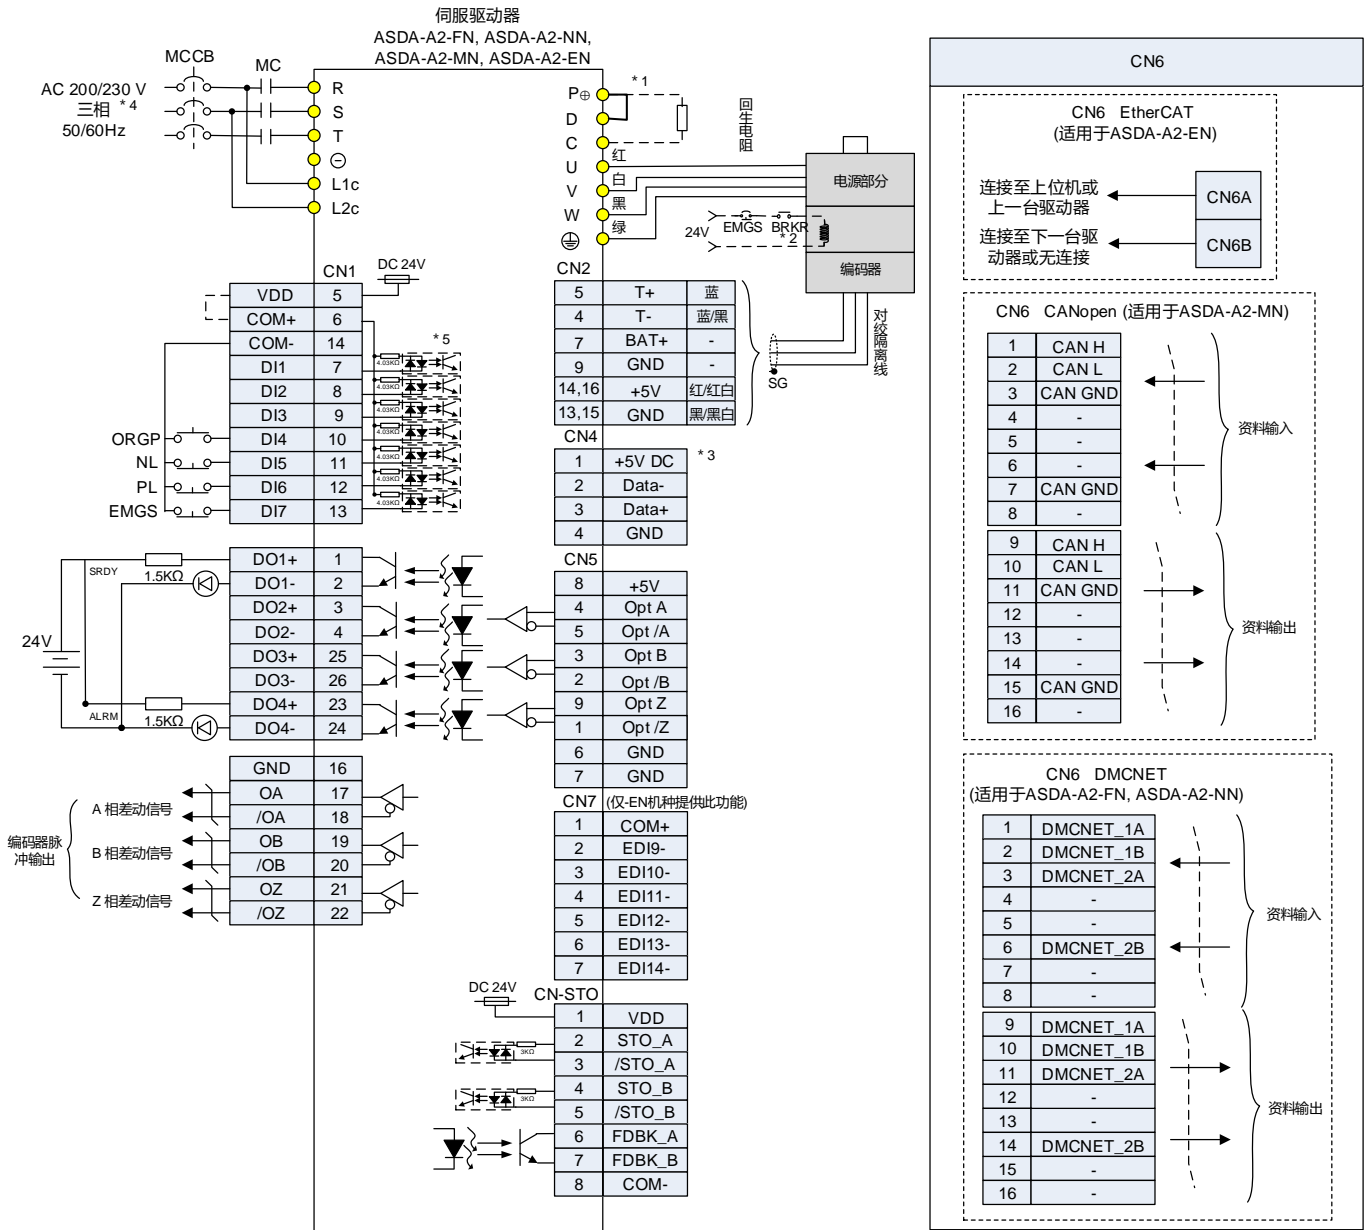 伺服驱动器
ASDA-A2-FN, ASDA-A2-NN,
ASDA-A2-MN, ASDA-A2-EN
MCCB
MC
AC 200/230 V
三相 *4
50/60Hz
R
S
T
⊖
L1c
L2c
P⊕
D
C
U
V
W
*1
回生电阻
红
白
黑
绿
电源部分
24V
EMGS
BRKR
*2
编码器
对绞隔离线
SG
CN1
DC 24V
VDD 5
COM+ 6
COM- 14
DI1 7
DI2 8
DI3 9
ORGP DI4 10
NL DI5 11
PL DI6 12
EMGS DI7 13
*5
4.03KΩ
4.03KΩ
4.03KΩ
4.03KΩ
4.03KΩ
4.03KΩ
4.03KΩ
DO1+ 1
DO1- 2
DO2+ 3
DO2- 4
DO3+ 25
DO3- 26
DO4+ 23
DO4- 24
24V
SRDY
1.5KΩ
ALRM
1.5KΩ
GND 16
OA 17
/OA 18
OB 19
/OB 20
OZ 21
/OZ 22
编码器脉
冲输出
A 相差动信号
B 相差动信号
Z 相差动信号
CN2
5 T+ 蓝
4 T- 蓝/黑
7 BAT+ -
9 GND -
14,16 +5V 红/红白
13,15 GND 黑/黑白
CN4
*3
1 +5V DC
2 Data-
3 Data+
4 GND
CN5
8 +5V
4 Opt A
5 Opt /A
3 Opt B
2 Opt /B
9 Opt Z
1 Opt /Z
6 GND
7 GND
CN7 (仅-EN机种提供此功能)
1 COM+
2 EDI9-
3 EDI10-
4 EDI11-
5 EDI12-
6 EDI13-
7 EDI14-
DC 24V
CN-STO
1 VDD
2 STO_A
3 /STO_A
4 STO_B
5 /STO_B
6 FDBK_A
7 FDBK_B
8 COM-
3KΩ
3KΩ
CN6
CN6 EtherCAT
(适用于ASDA-A2-EN)
连接至上位机或
上一台驱动器
CN6A
连接至下一台驱
动器或无连接
CN6B
CN6 CANopen (适用于ASDA-A2-MN)
1 CAN H
2 CAN L
3 CAN GND
4 -
5 -
6 -
7 CAN GND
8 -
资料输入
9 CAN H
10 CAN L
11 CAN GND
12 -
13 -
14 -
15 CAN GND
16 -
资料输出
CN6 DMCNET
(适用于ASDA-A2-FN, ASDA-A2-NN)
1 DMCNET_1A
2 DMCNET_1B
3 DMCNET_2A
4 -
5 -
6 DMCNET_2B
7 -
8 -
资料输入
9 DMCNET_1A
10 DMCNET_1B
11 DMCNET_2A
12 -
13 -
14 DMCNET_2B
15 -
16 -
资料输出